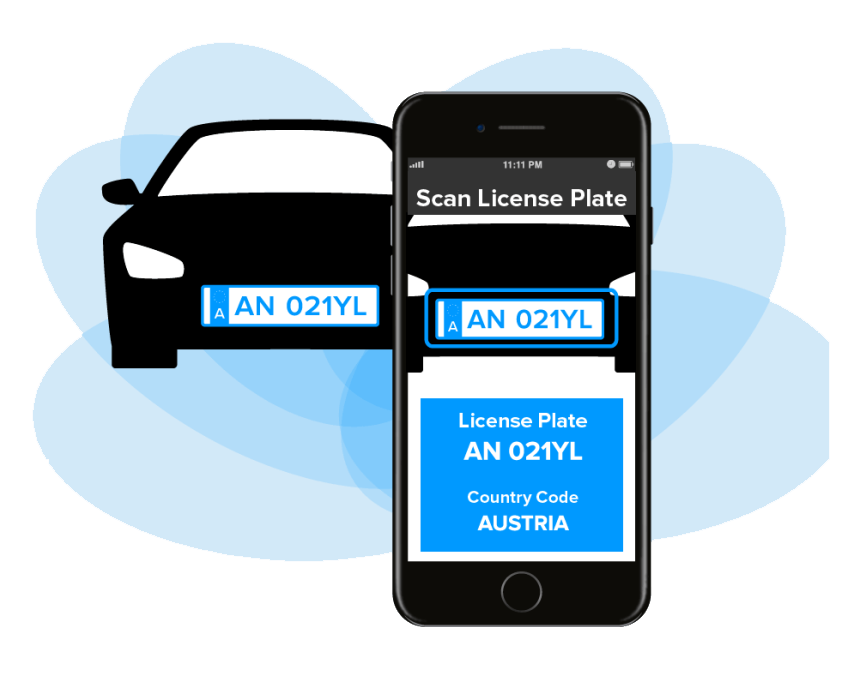 A AN 021YL
11:11 PM
Scan License Plate
A AN 021YL
License Plate
AN 021YL
Country Code
AUSTRIA